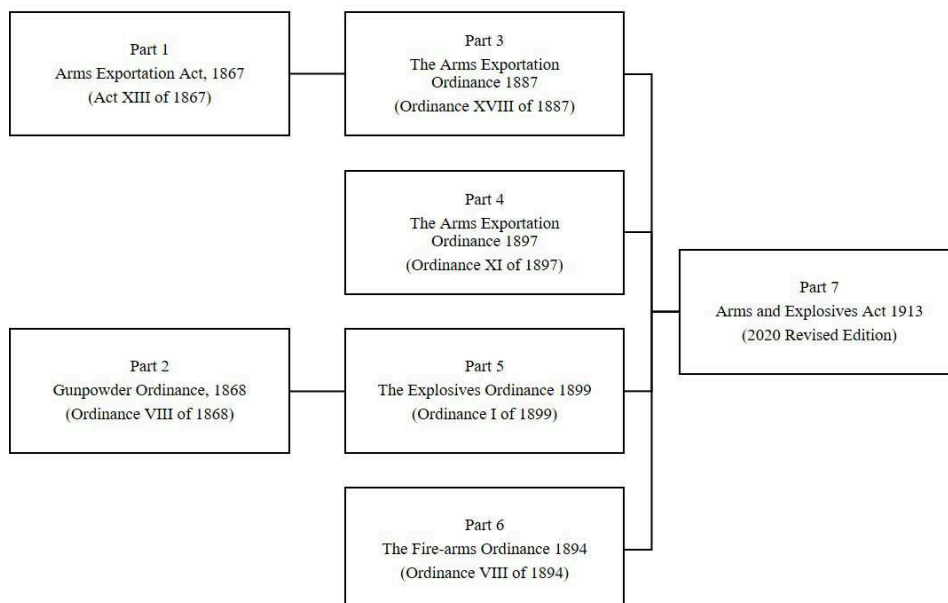 Part 1
Arms Exportation Act, 1867
(Act XIII of 1867)
Part 3
The Arms Exportation
Ordinance 1887
(Ordinance XVIII of 1887)
Part 4
The Arms Exportation
Ordinance 1897
(Ordinance XI of 1897)
Part 2
Gunpowder Ordinance, 1868
(Ordinance VIII of 1868)
Part 5
The Explosives Ordinance 1899
(Ordinance I of 1899)
Part 6
The Fire-arms Ordinance 1894
(Ordinance VIII of 1894)
Part 7
Arms and Explosives Act 1913
(2020 Revised Edition)